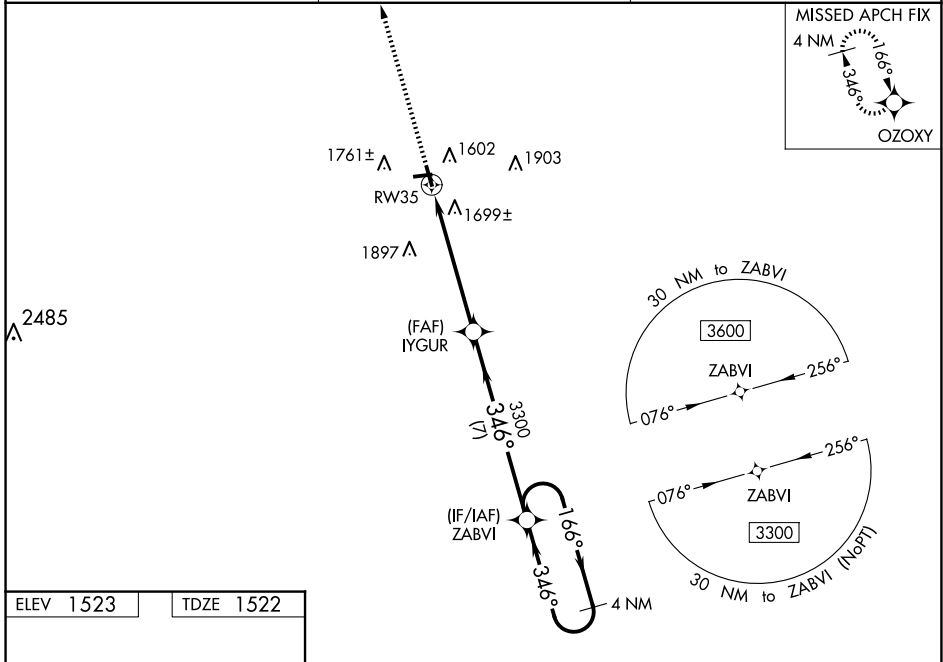 MISSED APCH FIX
4 NM
166°
346°
OZOXY
1761±
1602
1903
RW35
1699±
1897
2485
(FAF)
IYGUR
3300
346°
(7)
(IF/IAF)
ZABVI
166°
346°
4 NM
30 NM to ZABVI
3600
ZABVI
256°
076°
256°
076°
ZABVI
3300
30 NM to ZABVI (NoPT)
ELEV 1523
TDZE 1522